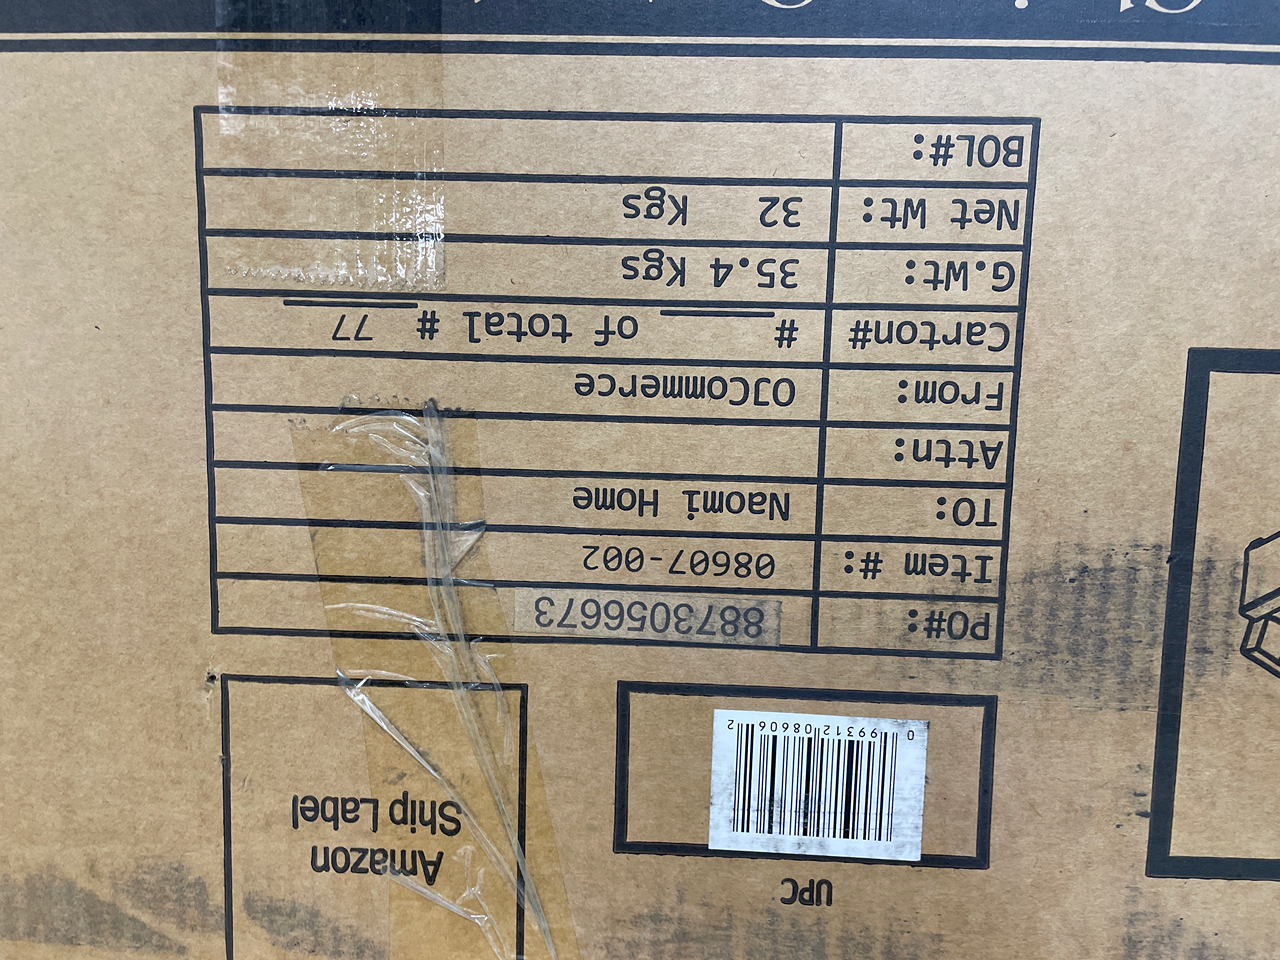 UPC
Amazon
Ship Label
0 99312 08606 2
PO#: 8873056673
Item #: 08607-002
TO: Naomi Home
Attn:
From: OJCommerce
Carton# # ____ of total # 77
G.Wt: 35.4 Kgs
Net Wt: 32 Kgs
BOL#: